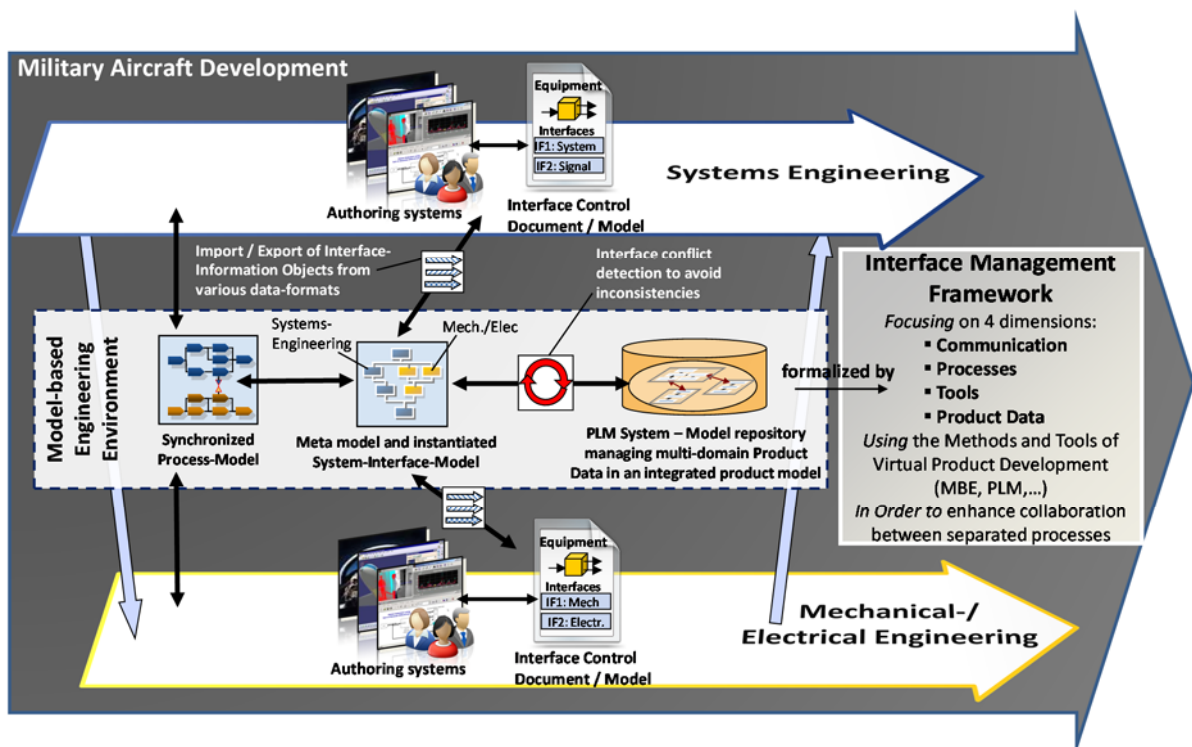 Military Aircraft Development
Equipment
Interfaces
IF1: System
IF2: Signal
Systems Engineering
Authoring systems
Interface Control
Document / Model
Import / Export of Interface-
Information Objects from
various data-formats
Interface conflict
detection to avoid
inconsistencies
Model-based
Engineering
Environment
Systems-
Engineering
Mech./Elec
Synchronized
Process-Model
Meta model and instantiated
System-Interface-Model
PLM System – Model repository
managing multi-domain Product
Data in an integrated product model
formalized by
Interface Management
Framework
Focusing on 4 dimensions:
▪ Communication
▪ Processes
▪ Tools
▪ Product Data
Using the Methods and Tools of
Virtual Product Development
(MBE, PLM,...)
In Order to enhance collaboration
between separated processes
Equipment
Interfaces
IF1: Mech
IF2: Electr.
Authoring systems
Interface Control
Document / Model
Mechanical-/
Electrical Engineering